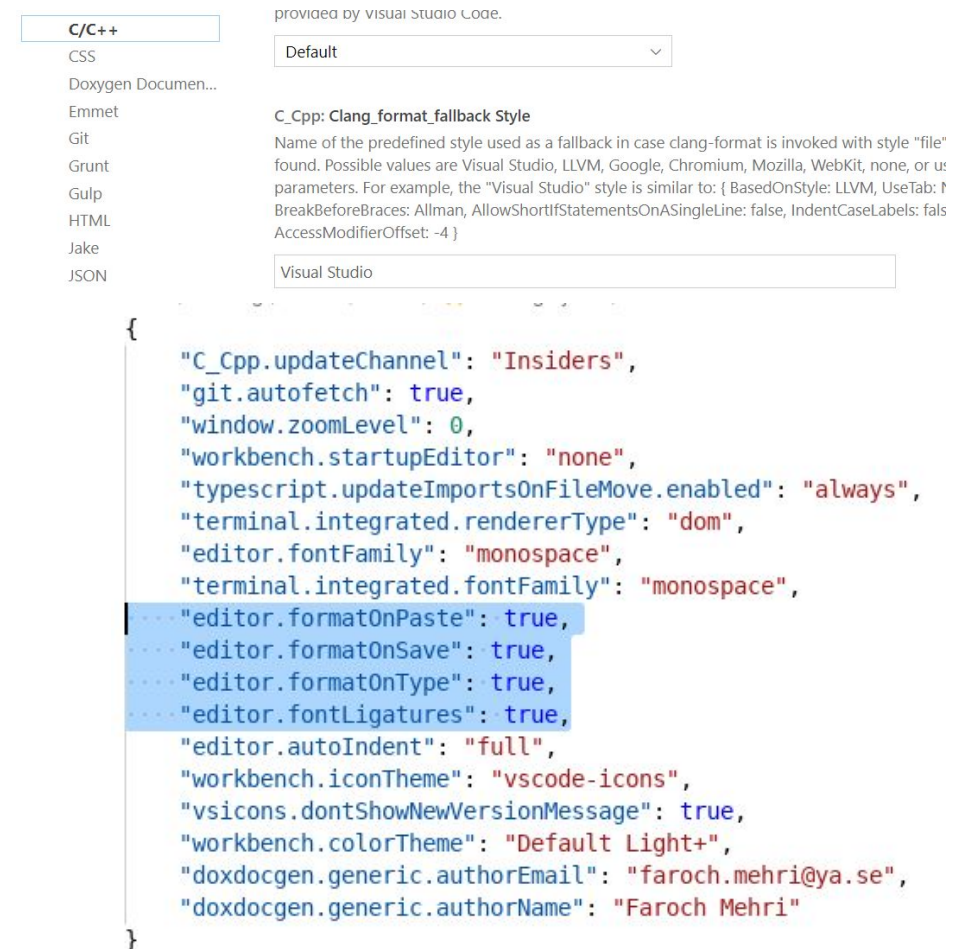 provided by Visual Studio Code.
C/C++
Default
CSS
Doxygen Documen...
Emmet
Git
Grunt
Gulp
HTML
Jake
JSON
C_Cpp: Clang_format_fallback Style
Name of the predefined style used as a fallback in case clang-format is invoked with style "file"
found. Possible values are Visual Studio, LLVM, Google, Chromium, Mozilla, WebKit, none, or
parameters. For example, the "Visual Studio" style is similar to: { BasedOnStyle: LLVM, UseTab:
BreakBeforeBraces: Allman, AllowShortIfStatementsOnASingleLine: false, IndentCaseLabels: fals
AccessModifierOffset: -4 }
Visual Studio
{
"C_Cpp.updateChannel": "Insiders",
"git.autofetch": true,
"window.zoomLevel": 0,
"workbench.startupEditor": "none",
"typescript.updateImportsOnFileMove.enabled": "always",
"terminal.integrated.rendererType": "dom",
"editor.fontFamily": "monospace",
"terminal.integrated.fontFamily": "monospace",
"editor.formatOnPaste": true,
"editor.formatOnSave": true,
"editor.formatOnType": true,
"editor.fontLigatures": true,
"editor.autoIndent": "full",
"workbench.iconTheme": "vscode-icons",
"vsicons.dontShowNewVersionMessage": true,
"workbench.colorTheme": "Default Light+",
"doxdocgen.generic.authorEmail": "faroch.mehri@ya.se",
"doxdocgen.generic.authorName": "Faroch Mehri"
}